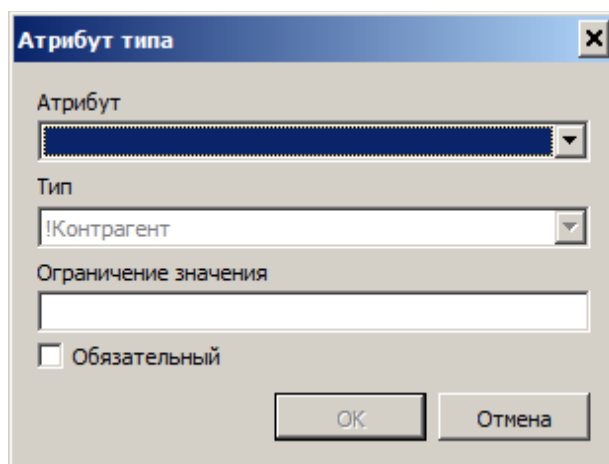 Атрибут типа
Атрибут
Тип
!Контрагент
Ограничение значения
Обязательный
OK
Отмена